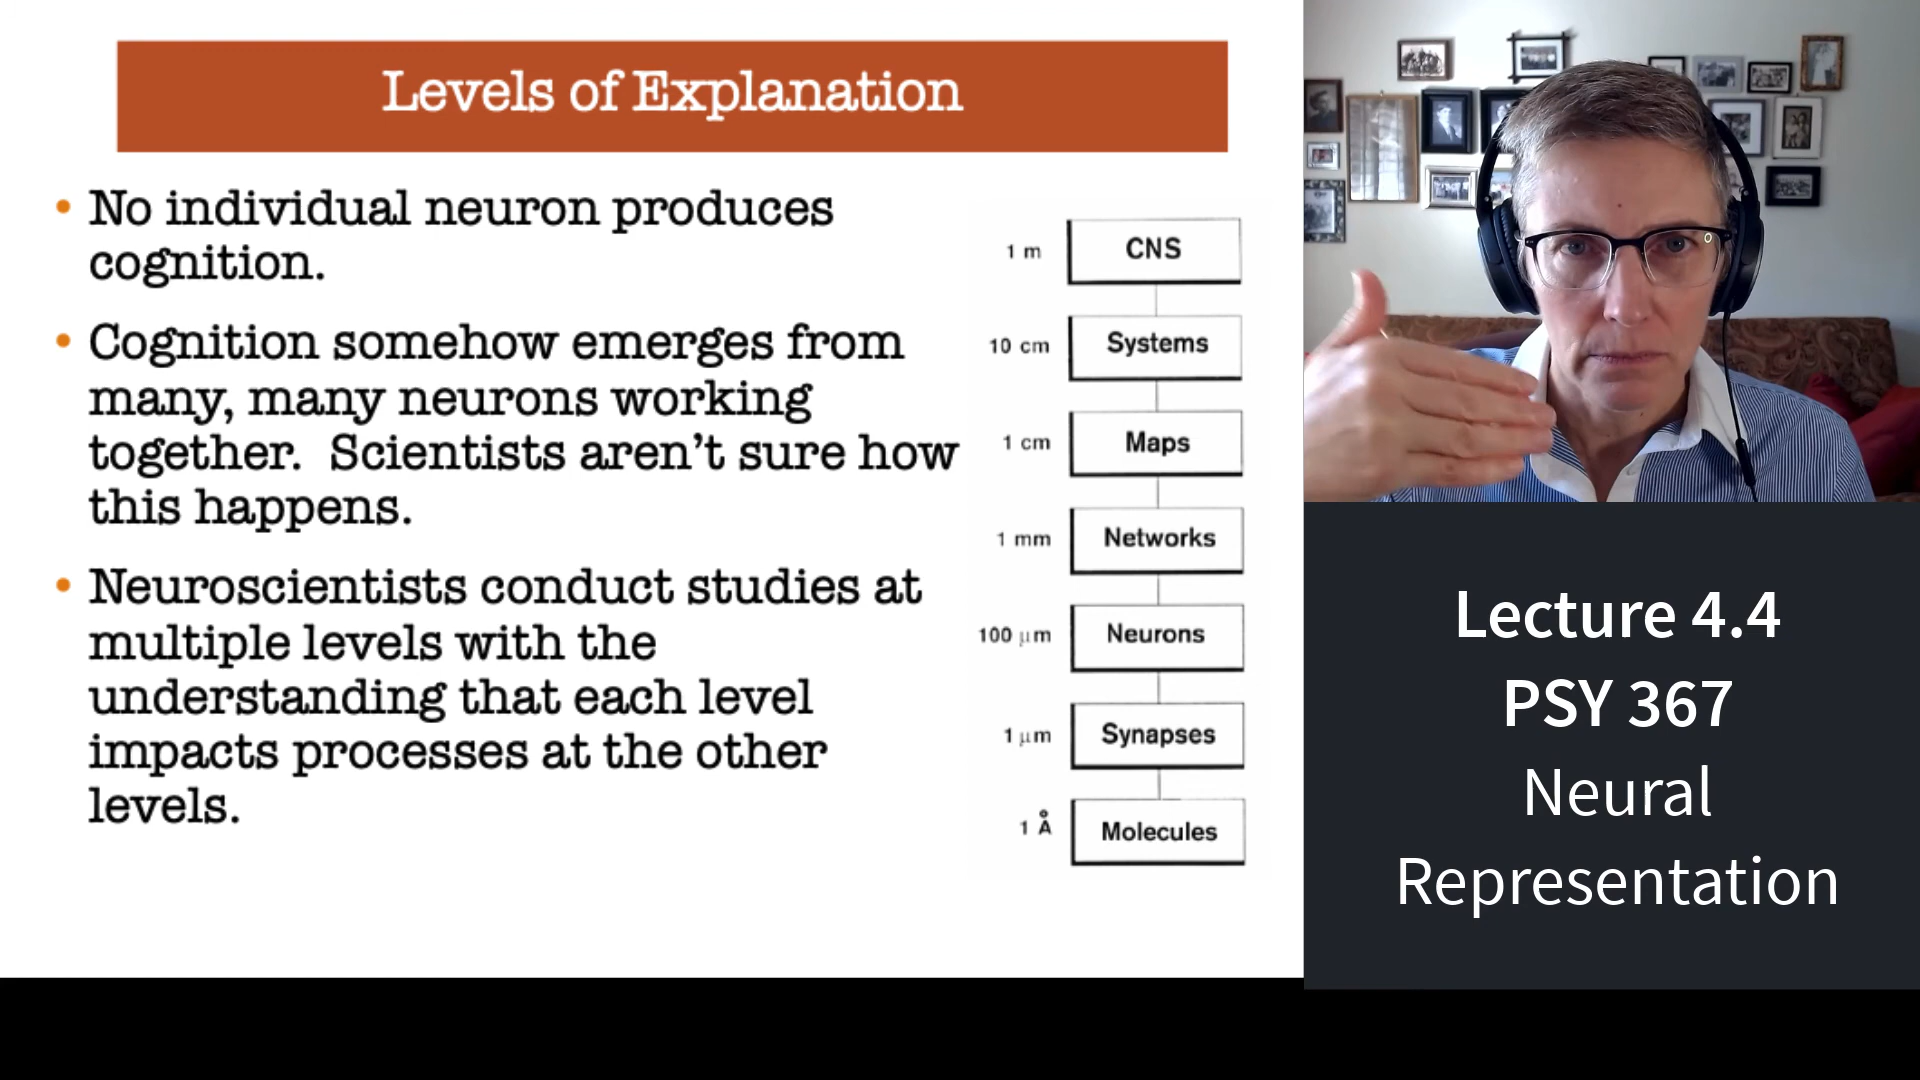 Levels of Explanation
• No individual neuron produces
cognition.
• Cognition somehow emerges from
many, many neurons working
together.  Scientists aren’t sure how
this happens.
• Neuroscientists conduct studies at
multiple levels with the
understanding that each level
impacts processes at the other
levels.
1 m CNS
10 cm Systems
1 cm Maps
1 mm Networks
100 µm Neurons
1 µm Synapses
1 Å Molecules
Lecture 4.4
PSY 367
Neural
Representation